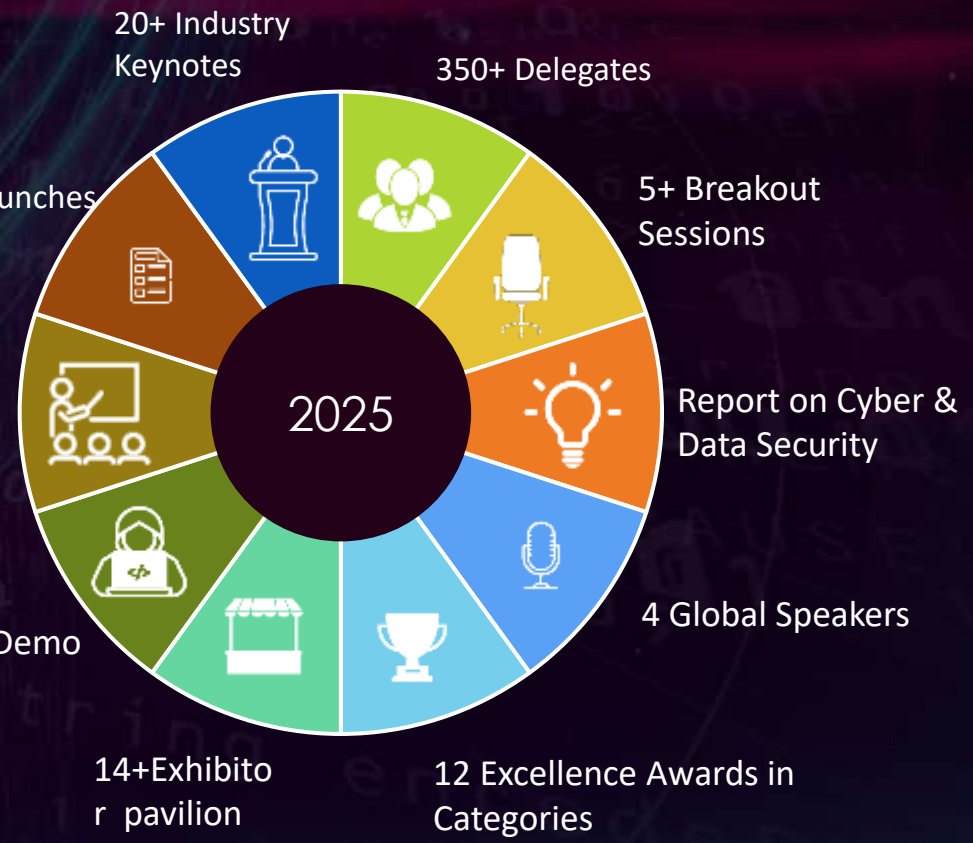 20+ Industry
Keynotes
350+ Delegates
5+ Breakout
Sessions
Report on Cyber &
Data Security
2025
4 Global Speakers
Demo
14+Exhibito
r pavilion
12 Excellence Awards in
Categories